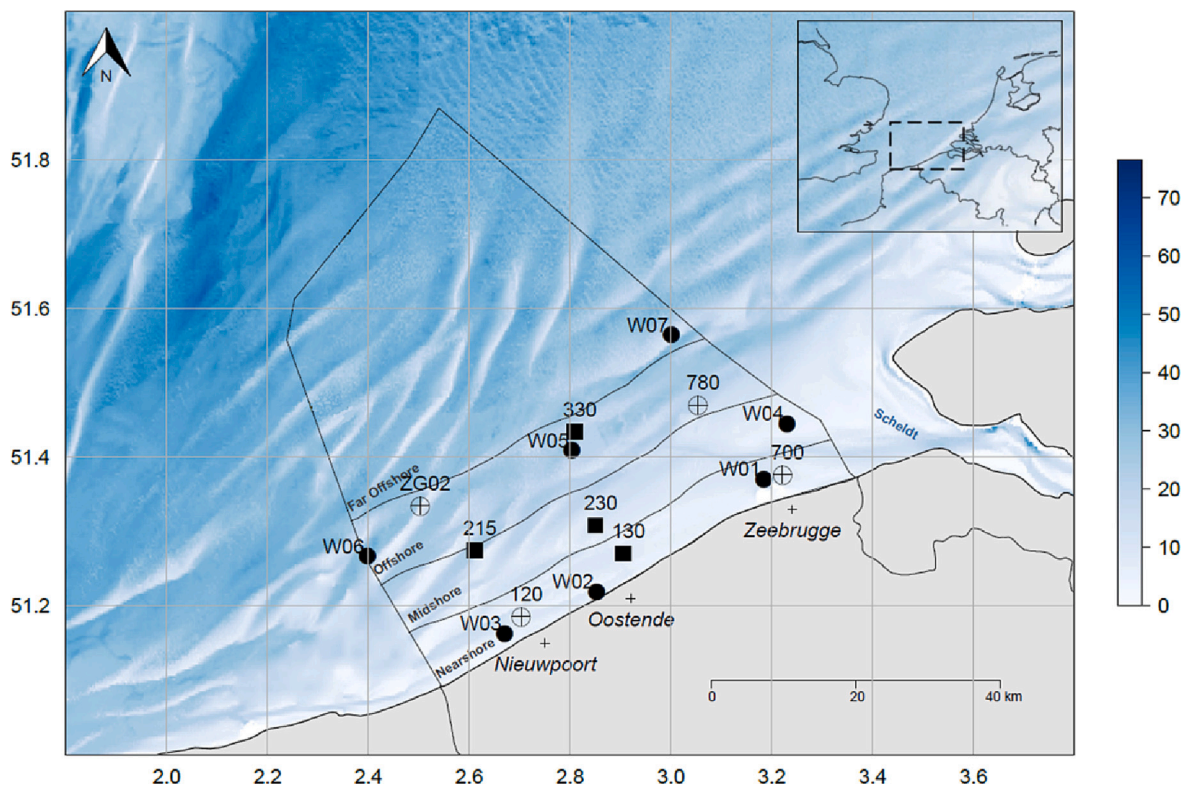 N
51.8
51.6
51.4
51.2
70
60
50
40
30
20
10
0
W07
780
330
W04
W05
Scheldt
700
W01
Far Offshore
ZG02
230
Zeebrugge
215
130
W06
Offshore
W02
Midshore
120
Oostende
W03
Nearshore
Nieuwpoort
0 20 40 km
2.0 2.2 2.4 2.6 2.8 3.0 3.2 3.4 3.6